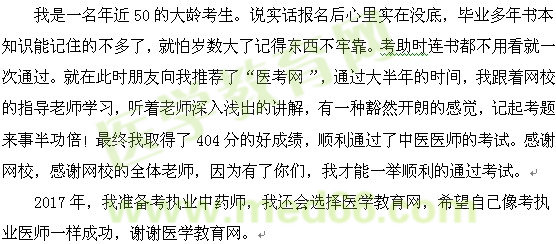 我是一名年近 50 的大龄考生。说实话报名后心里实在没底，毕业多年书本
知识能记住的不多了，就怕岁数大了记得东西不牢靠。考助时连书都不用看就一
次通过。就在此时朋友向我推荐了“医考网 ”，通过大半年的时间，我跟着网校
的指导老师学习，听着老师深入浅出的讲解，有一种豁然开朗的感觉，记起考题
来事半功倍！最终我取得了 404 分的好成绩，顺利通过了中医医师的考试。感谢
网校，感谢网校的全体老师，因为有了你们，我才能一举顺利的通过考试。
2017 年，我准备考执业中药师，我还会选择医学教育网，希望自己像考执
业医师一样成功，谢谢医学教育网。
医学教育网
www.med66.com